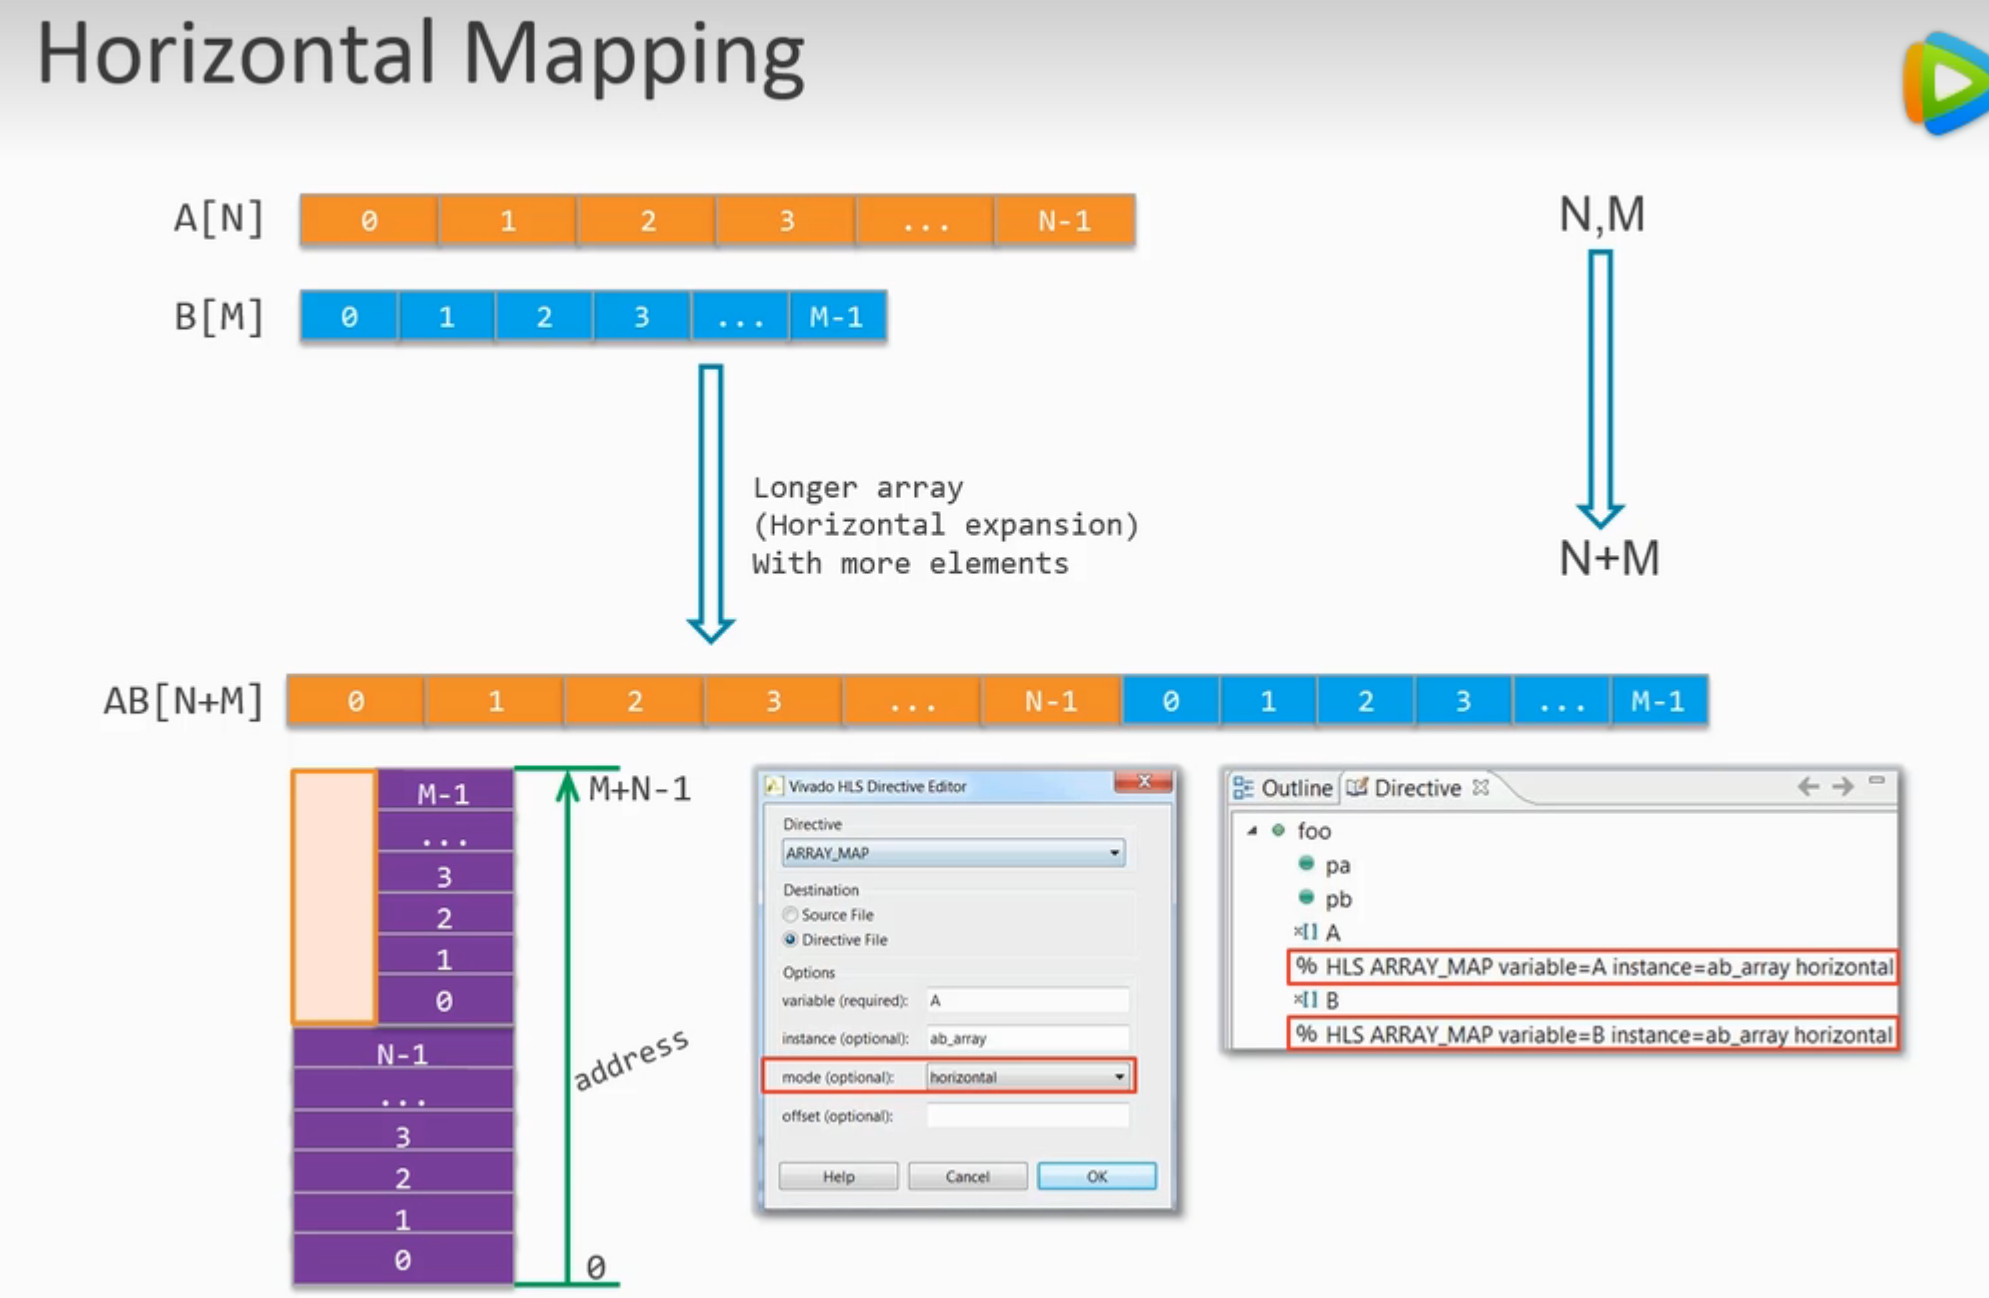 Horizontal Mapping
A[N] 0 1 2 3 ... N-1
N,M
B[M] 0 1 2 3 ... M-1
Longer array
(Horizontal expansion)
With more elements
N+M
AB[N+M] 0 1 2 3 ... N-1 0 1 2 3 ... M-1
M-1
...
3
2
1
0
N-1
...
3
2
1
0
M+N-1
address
0
Vivado HLS Directive Editor
Directive
ARRAY_MAP
Destination
Source File
Directive File
Options
variable (required): A
instance (optional): ab_array
mode (optional): horizontal
offset (optional):
Help Cancel OK
Outline Directive
foo
pa
pb
×[] A
% HLS ARRAY_MAP variable=A instance=ab_array horizontal
×[] B
% HLS ARRAY_MAP variable=B instance=ab_array horizontal